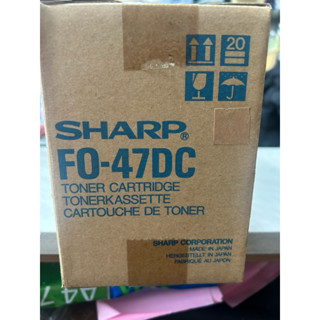 20
SHARP®
FO-47DC
TONER CARTRIDGE
TONERKASSETTE
CARTOUCHE DE TONER
SHARP CORPORATION
MADE IN JAPAN
HERGESTELLT IN JAPAN
FABRIQUÉ AU JAPON